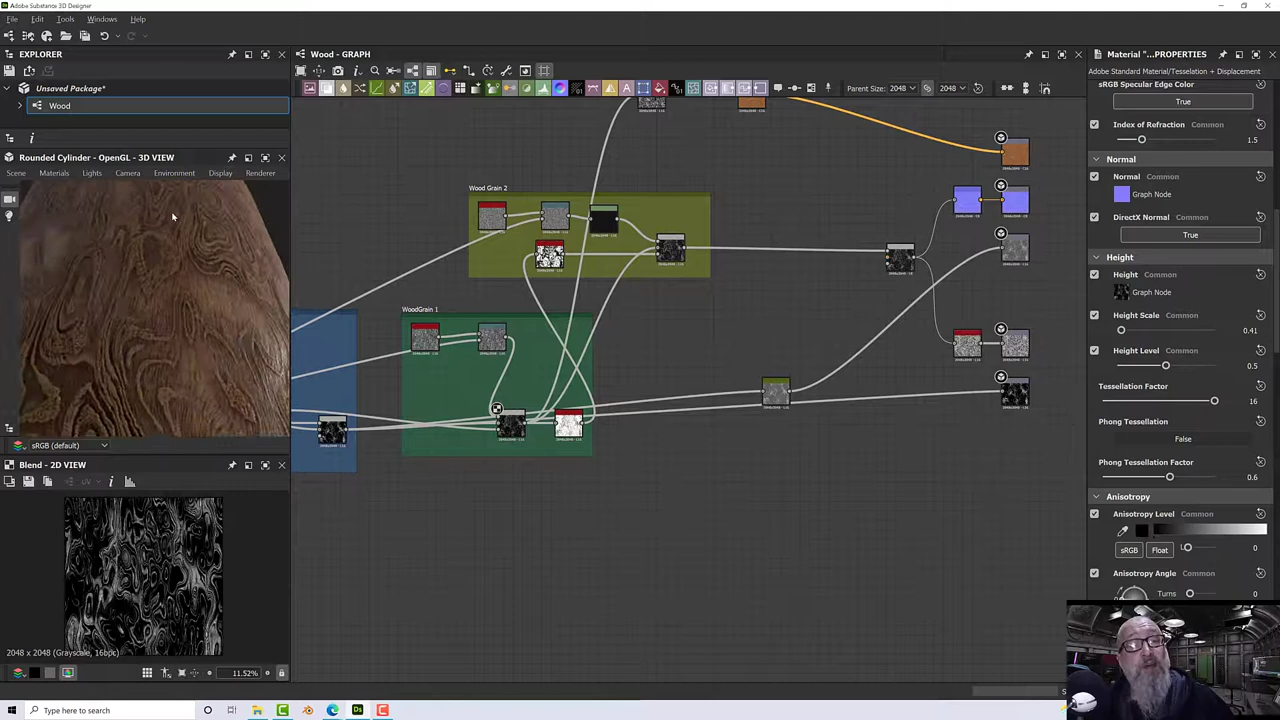 Adobe Substance 3D Designer
File Edit Tools Windows Help
EXPLORER
Unsaved Package*
Wood
Rounded Cylinder - OpenGL - 3D VIEW
Scene Materials Lights Camera Environment Display Renderer
sRGB (default)
Blend - 2D VIEW
UV
2048 x 2048 (Grayscale, 16bpc)
11.52%
Wood - GRAPH
Parent Size: 2048 2048
Wood Grain 2
WoodGrain 1
Material "...PROPERTIES
Adobe Standard Material/Tesselation + Displacement
sRGB Specular Edge Color
True
Index of Refraction Common
1.5
Normal
Normal Common
Graph Node
DirectX Normal Common
True
Height
Height Common
Graph Node
Height Scale Common
0.41
Height Level Common
0.5
Tessellation Factor Common
16
Phong Tessellation Common
False
Phong Tessellation Factor Common
0.6
Anisotropy
Anisotropy Level Common
sRGB Float L 0
Anisotropy Angle Common
Turns 0
Type here to search